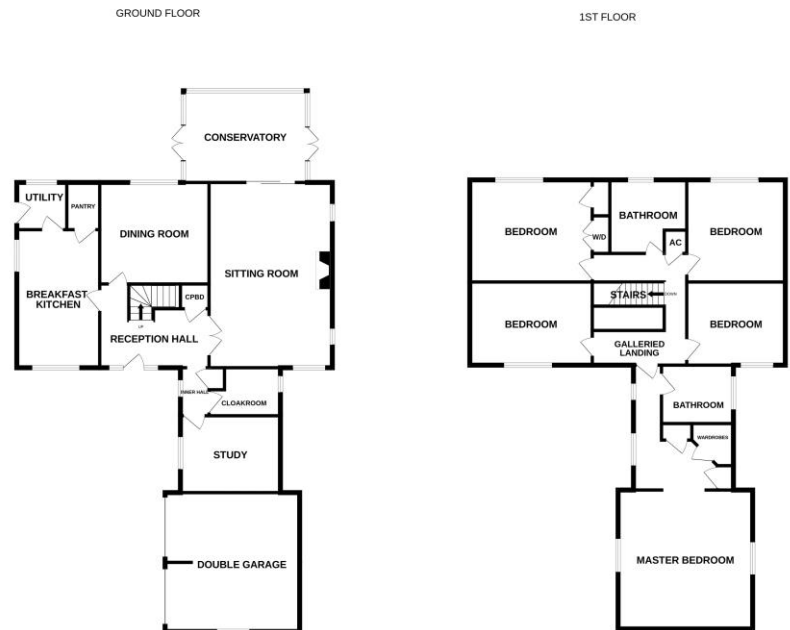 GROUND FLOOR
CONSERVATORY
UTILITY
PANTRY
DINING ROOM
SITTING ROOM
BREAKFAST
KITCHEN
CPBD
UP
RECEPTION HALL
INNER HALL
CLOAKROOM
STUDY
DOUBLE GARAGE
1ST FLOOR
BEDROOM
BATHROOM
BEDROOM
W/D
AC
STAIRS
DOWN
BEDROOM
BEDROOM
GALLERIED
LANDING
BATHROOM
WARDROBES
MASTER BEDROOM